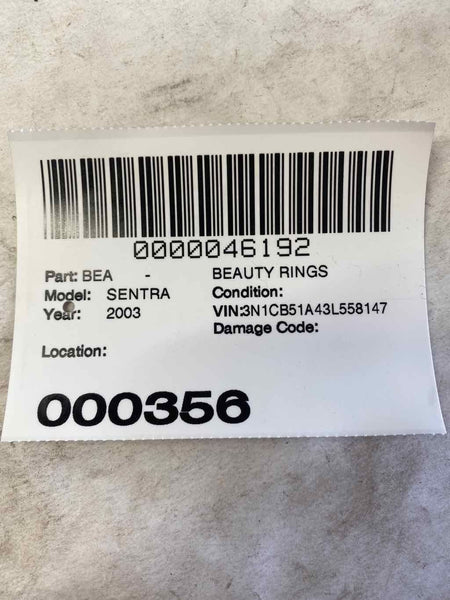 0000046192
Part: BEA - BEAUTY RINGS
Model: SENTRA Condition:
Year: 2003 VIN:3N1CB51A43L558147
Damage Code:
Location:
000356